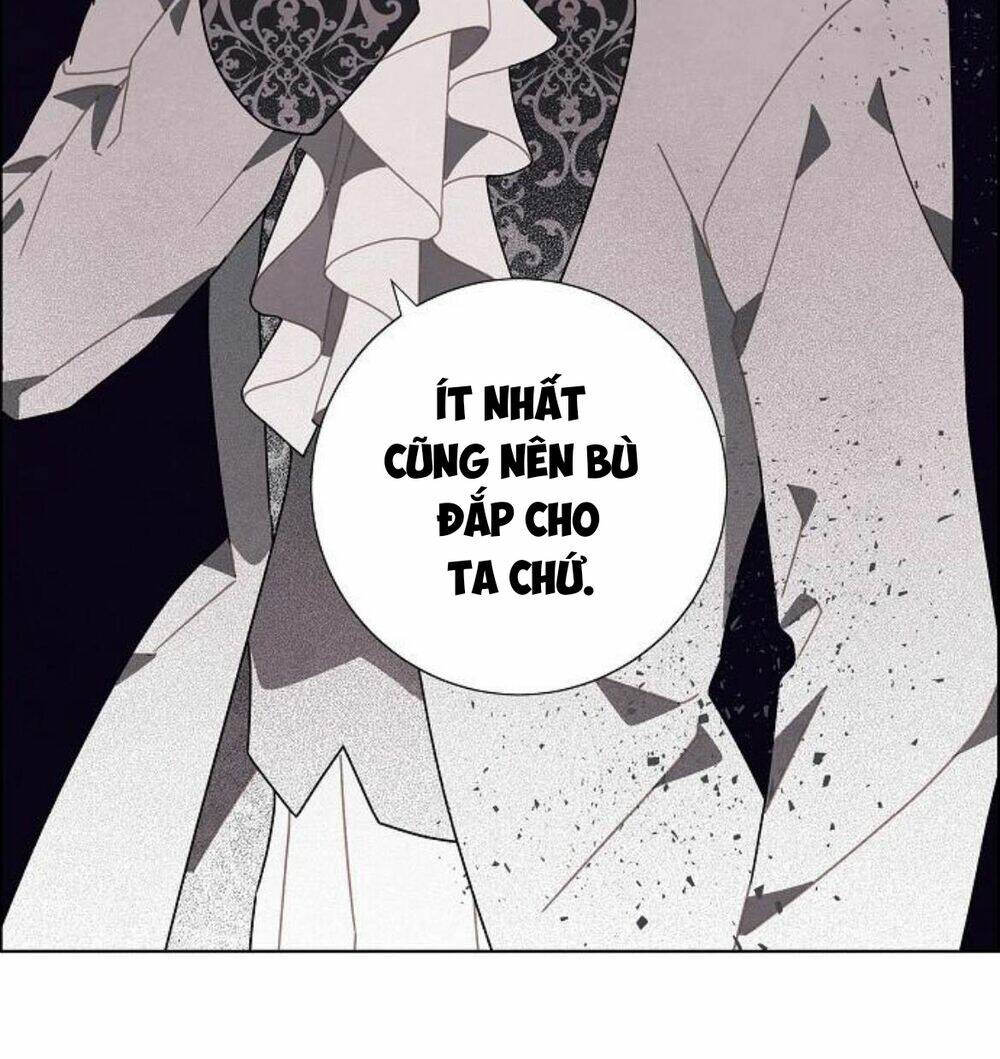 ÍT NHẤT
CŨNG NÊN BÙ
ĐẮP CHO
TA CHỨ.